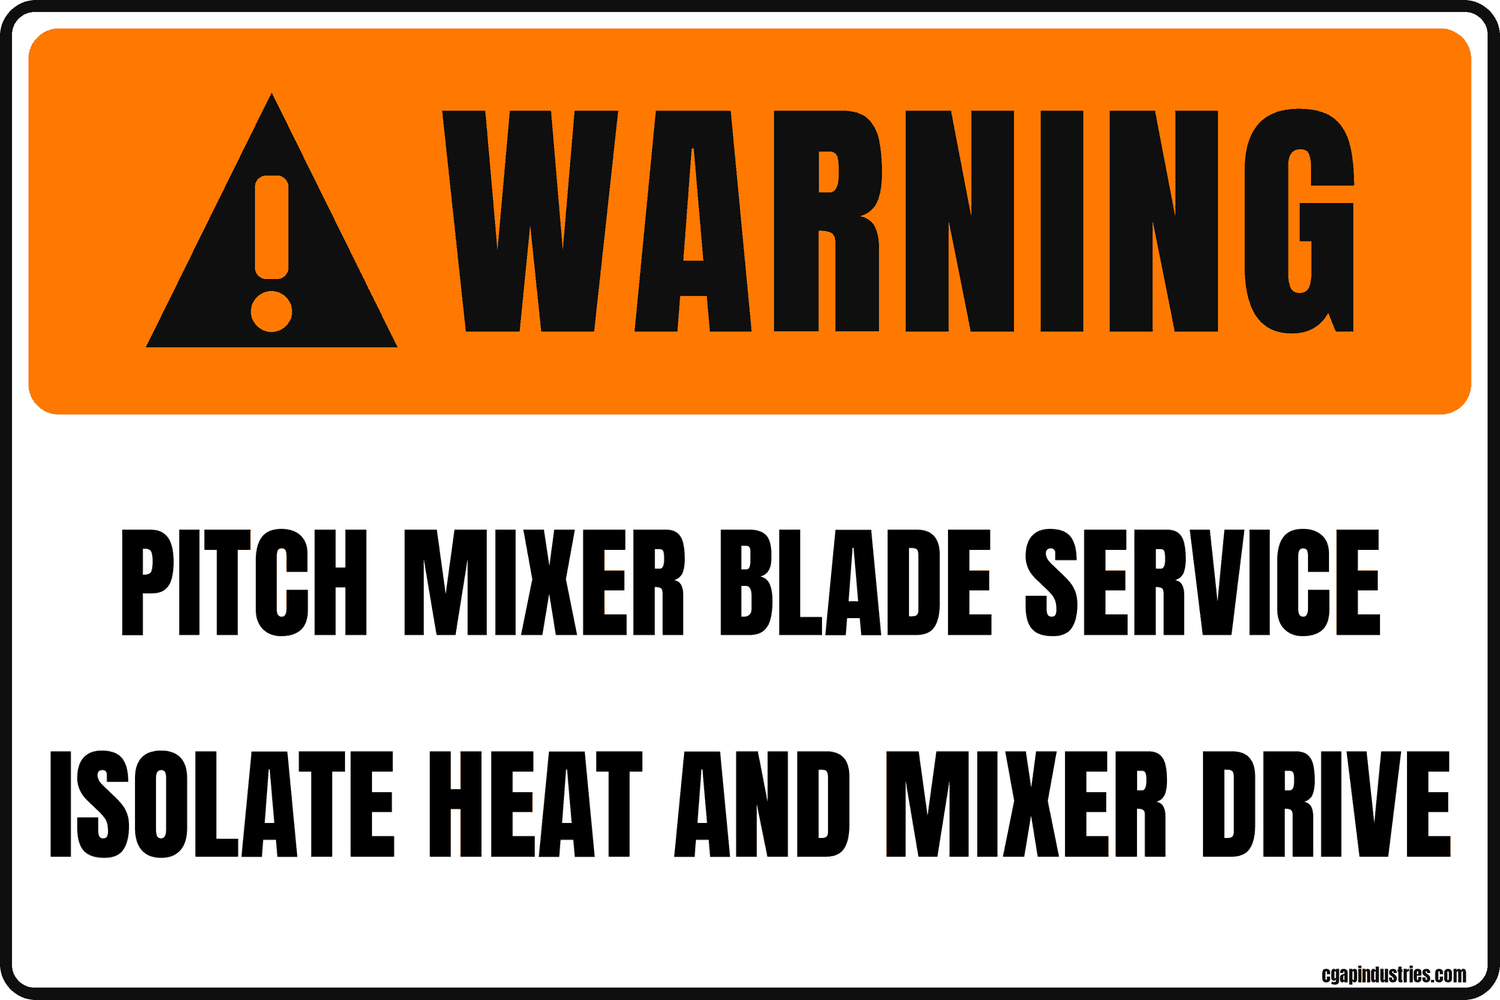 WARNING
PITCH MIXER BLADE SERVICE
ISOLATE HEAT AND MIXER DRIVE
cgapindustries.com